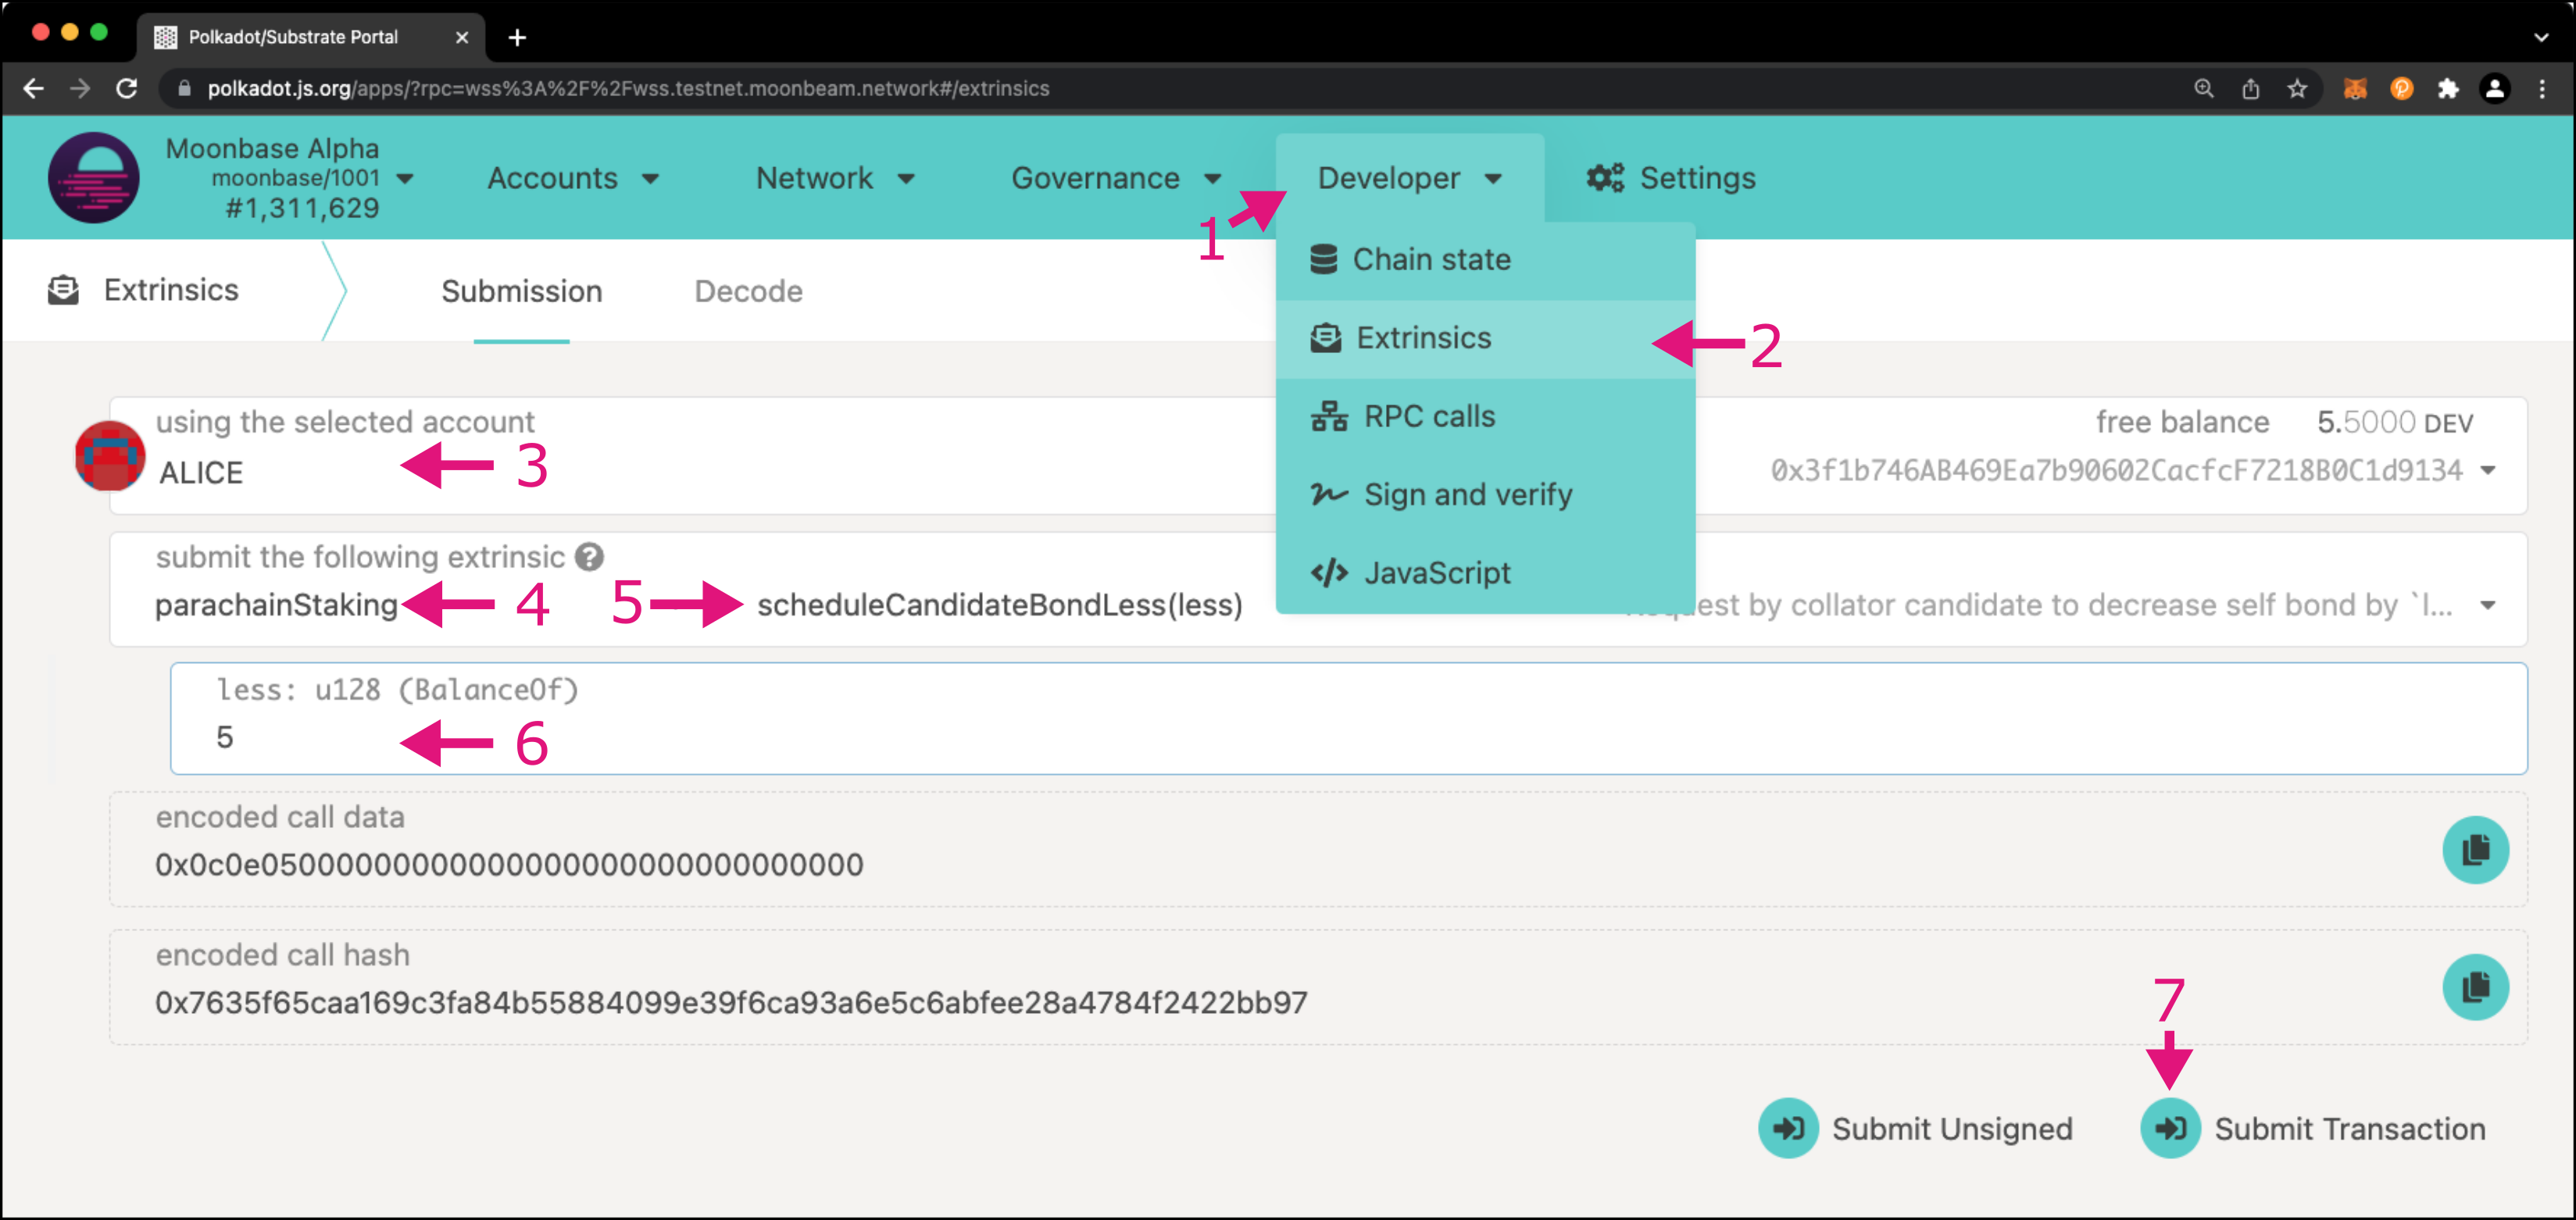 Polkadot/Substrate Portal
polkadot.js.org/apps/?rpc=wss%3A%2F%2Fwss.testnet.moonbeam.network#/extrinsics
Moonbase Alpha
moonbase/1001
#1,311,629
Accounts
Network
Governance
Developer
Settings
1
Chain state
Extrinsics
2
RPC calls
Sign and verify
JavaScript
Extrinsics
Submission
Decode
using the selected account
ALICE
3
free balance 5.5000 DEV
0x3f1b746AB469Ea7b90602CacfcF7218B0C1d9134
submit the following extrinsic ?
parachainStaking
4
5
scheduleCandidateBondLess(less)
Request by collator candidate to decrease self bond by `l...
less: u128 (BalanceOf)
5
6
encoded call data
0x0c0e0500000000000000000000000000000000
encoded call hash
0x7635f65caa169c3fa84b55884099e39f6ca93a6e5c6abfee28a4784f2422bb97
7
Submit Unsigned
Submit Transaction